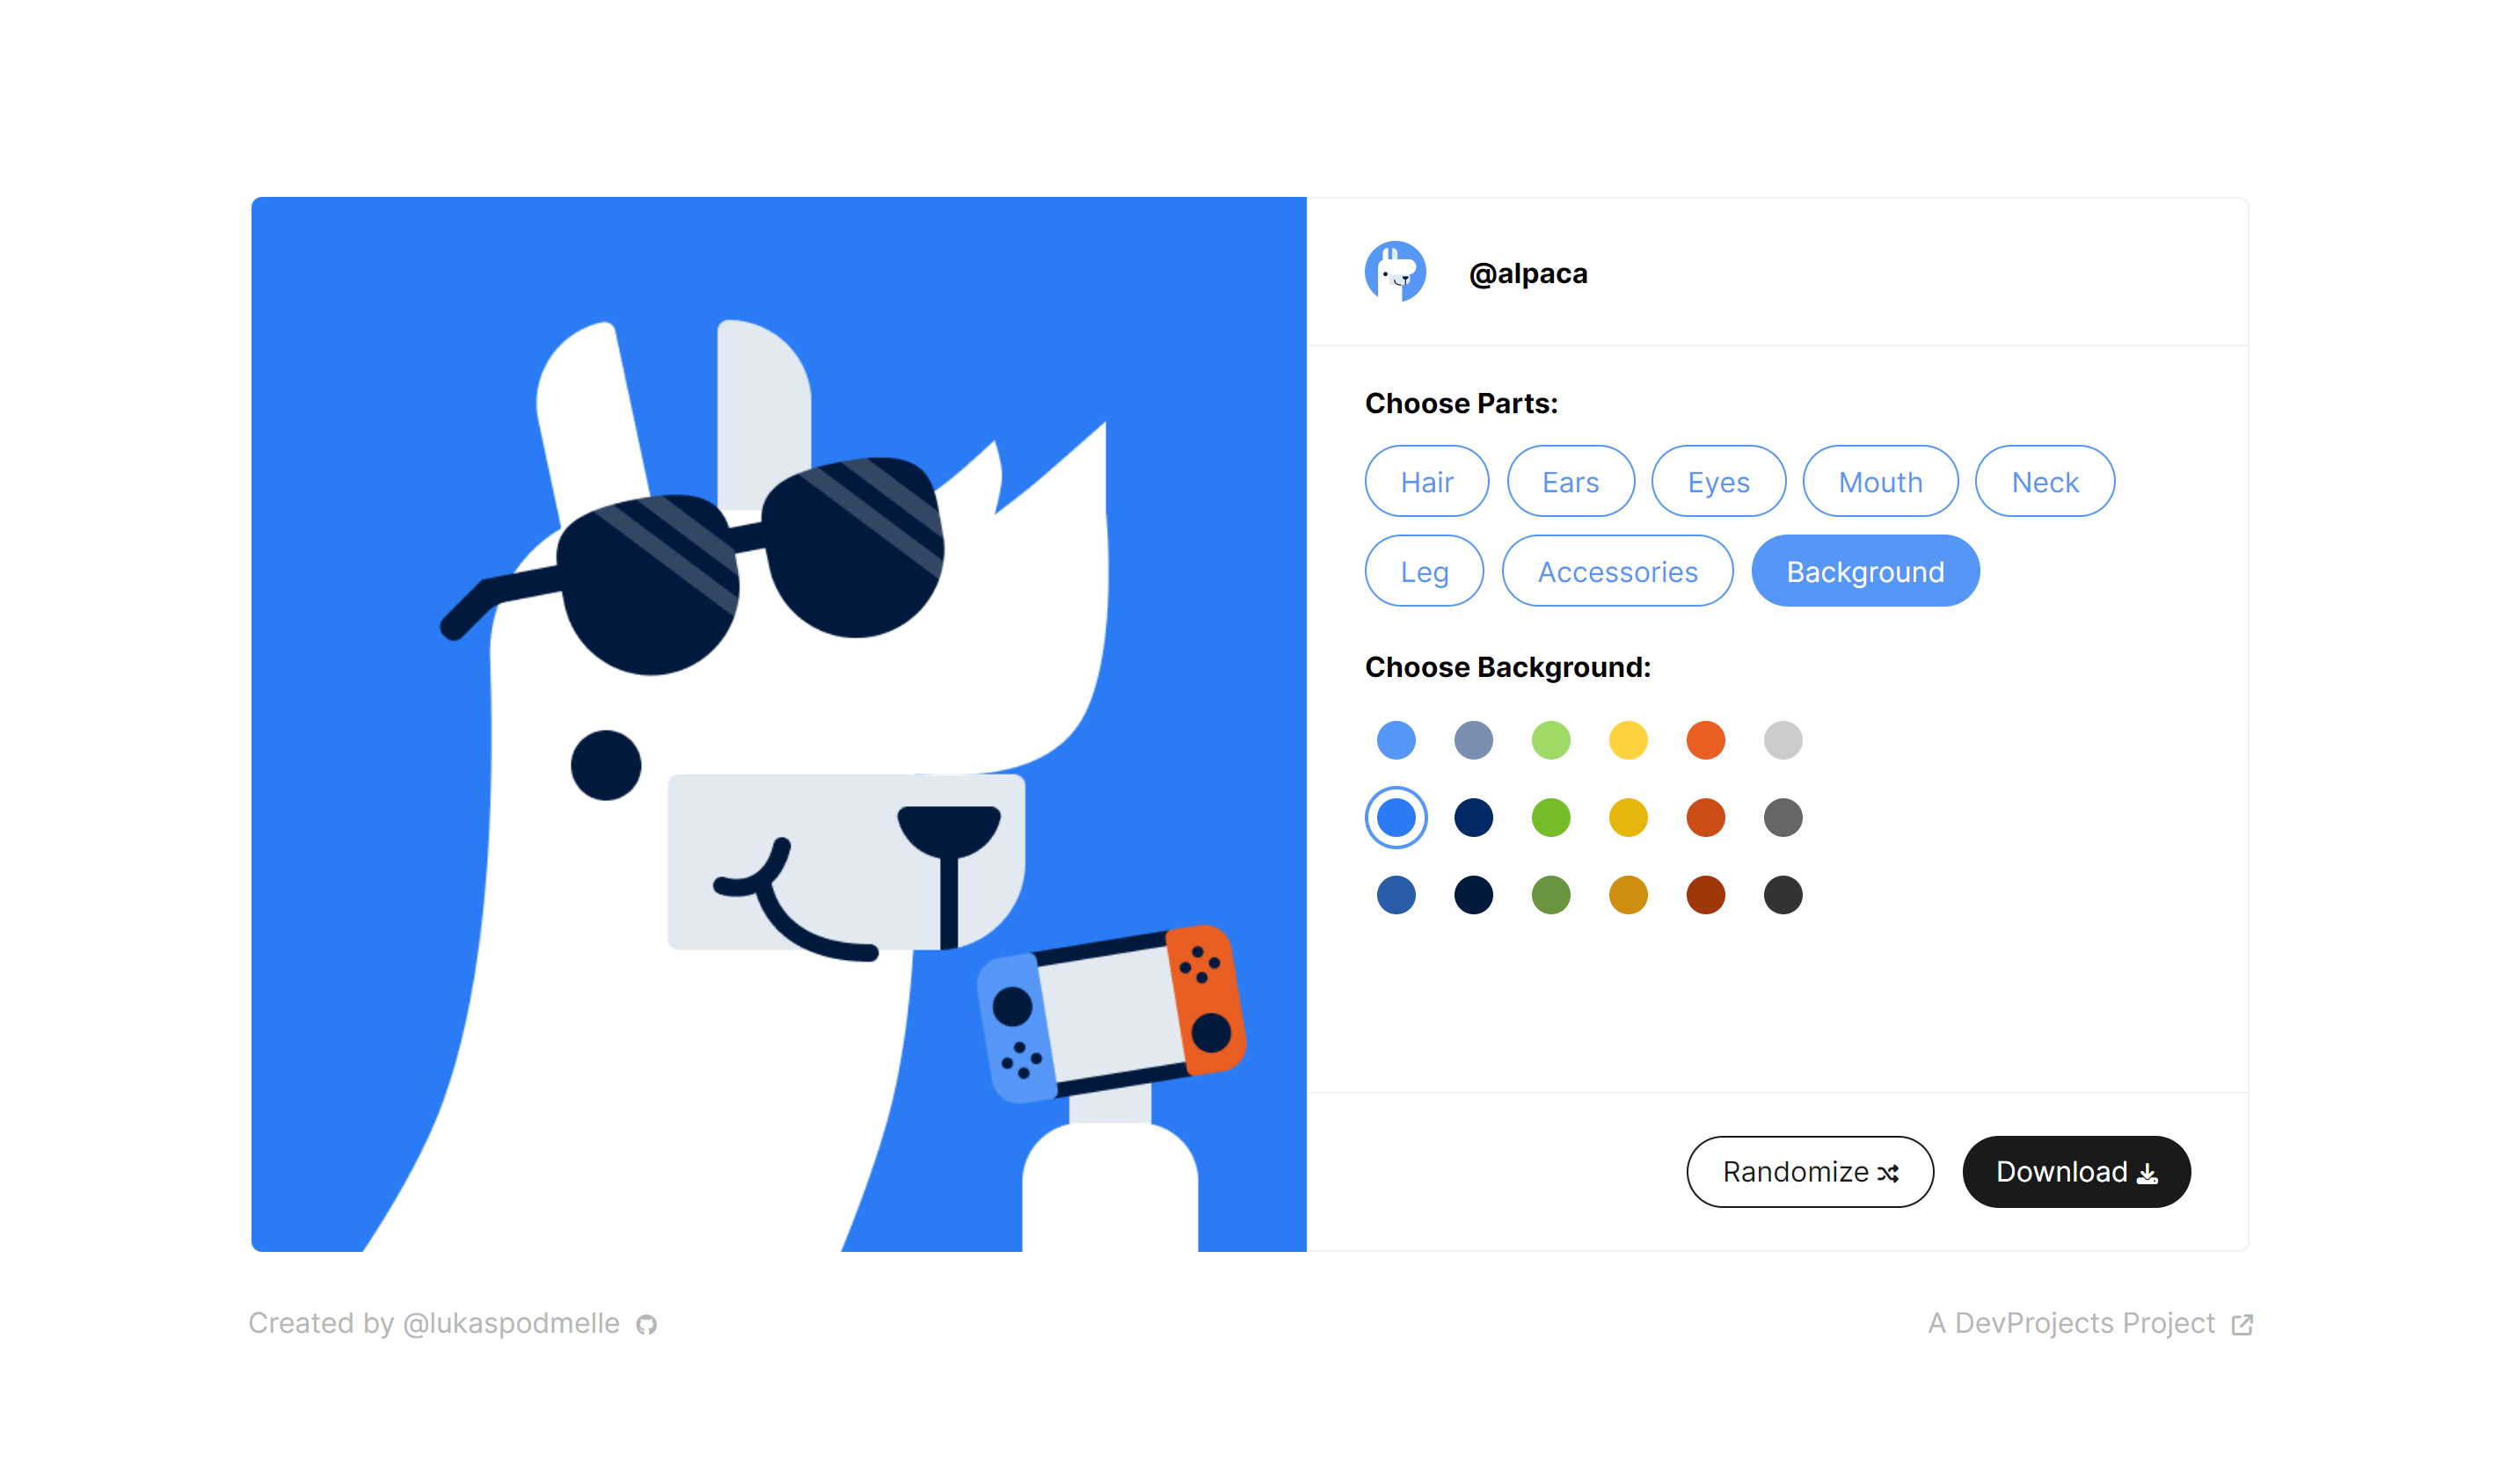 @alpaca
Choose Parts:
Hair Ears Eyes Mouth Neck
Leg Accessories Background
Choose Background:
Randomize Download
Created by @lukaspodmelle A DevProjects Project